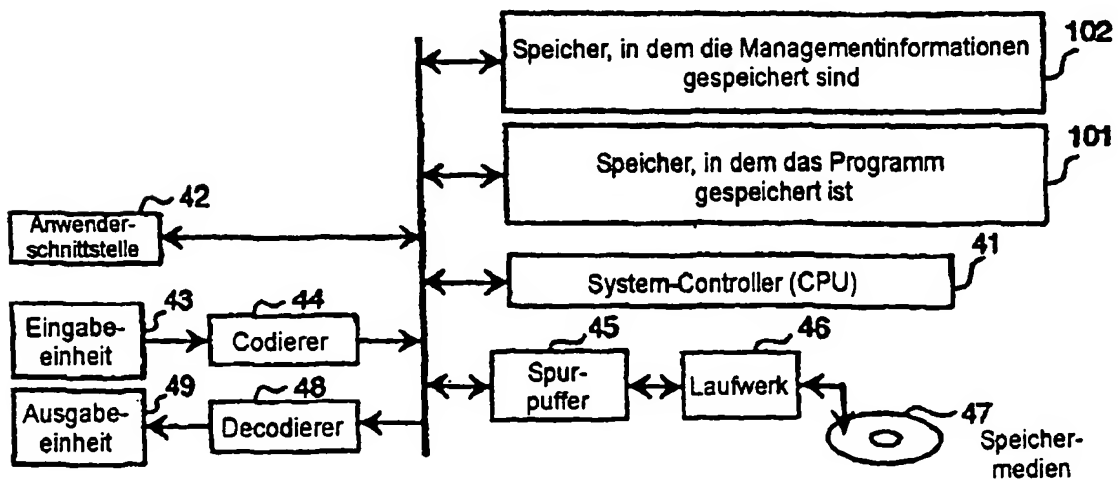 102
Speicher, in dem die Managementinformationen
gespeichert sind
101
Speicher, in dem das Programm
gespeichert ist
42
Anwender-
schnittstelle
41
System-Controller (CPU)
43
Eingabe-
einheit
44
Codierer
45
Spur-
puffer
46
Laufwerk
49
Ausgabe-
einheit
48
Decodierer
47
Speicher-
medien